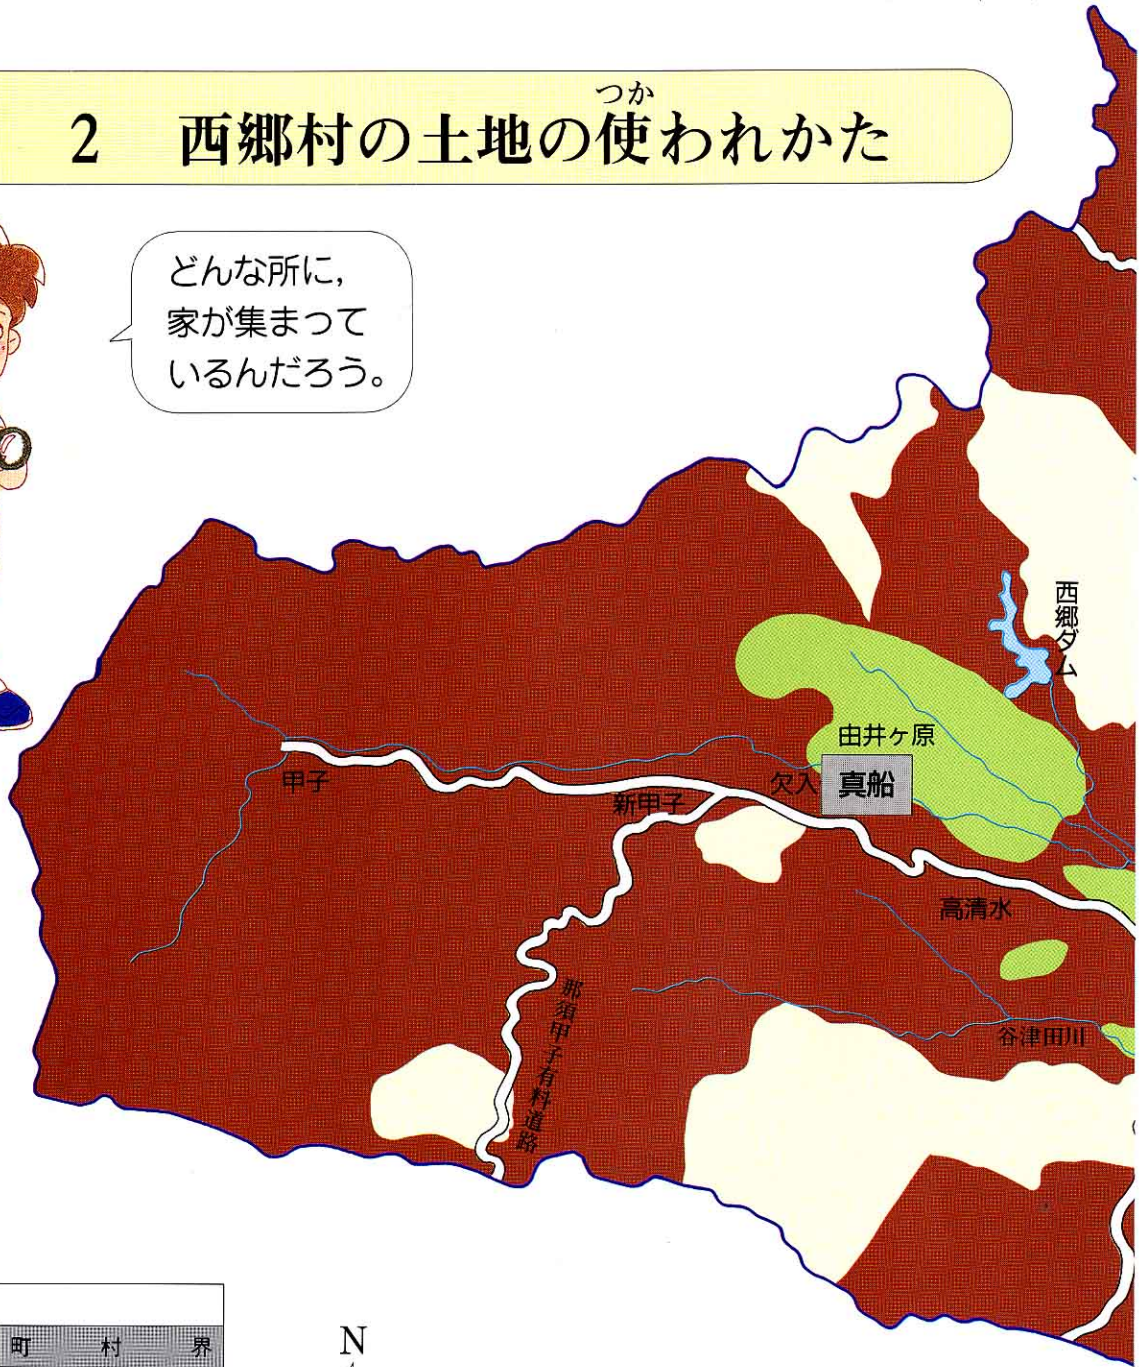 つか
2 西郷村の土地の使われかた
どんな所に,
家が集まって
いるんだろう。
西郷ダム
由井ヶ原
甲子
新甲子
欠入
真船
高清水
那須甲子有料道路
谷津田川
町村界
N